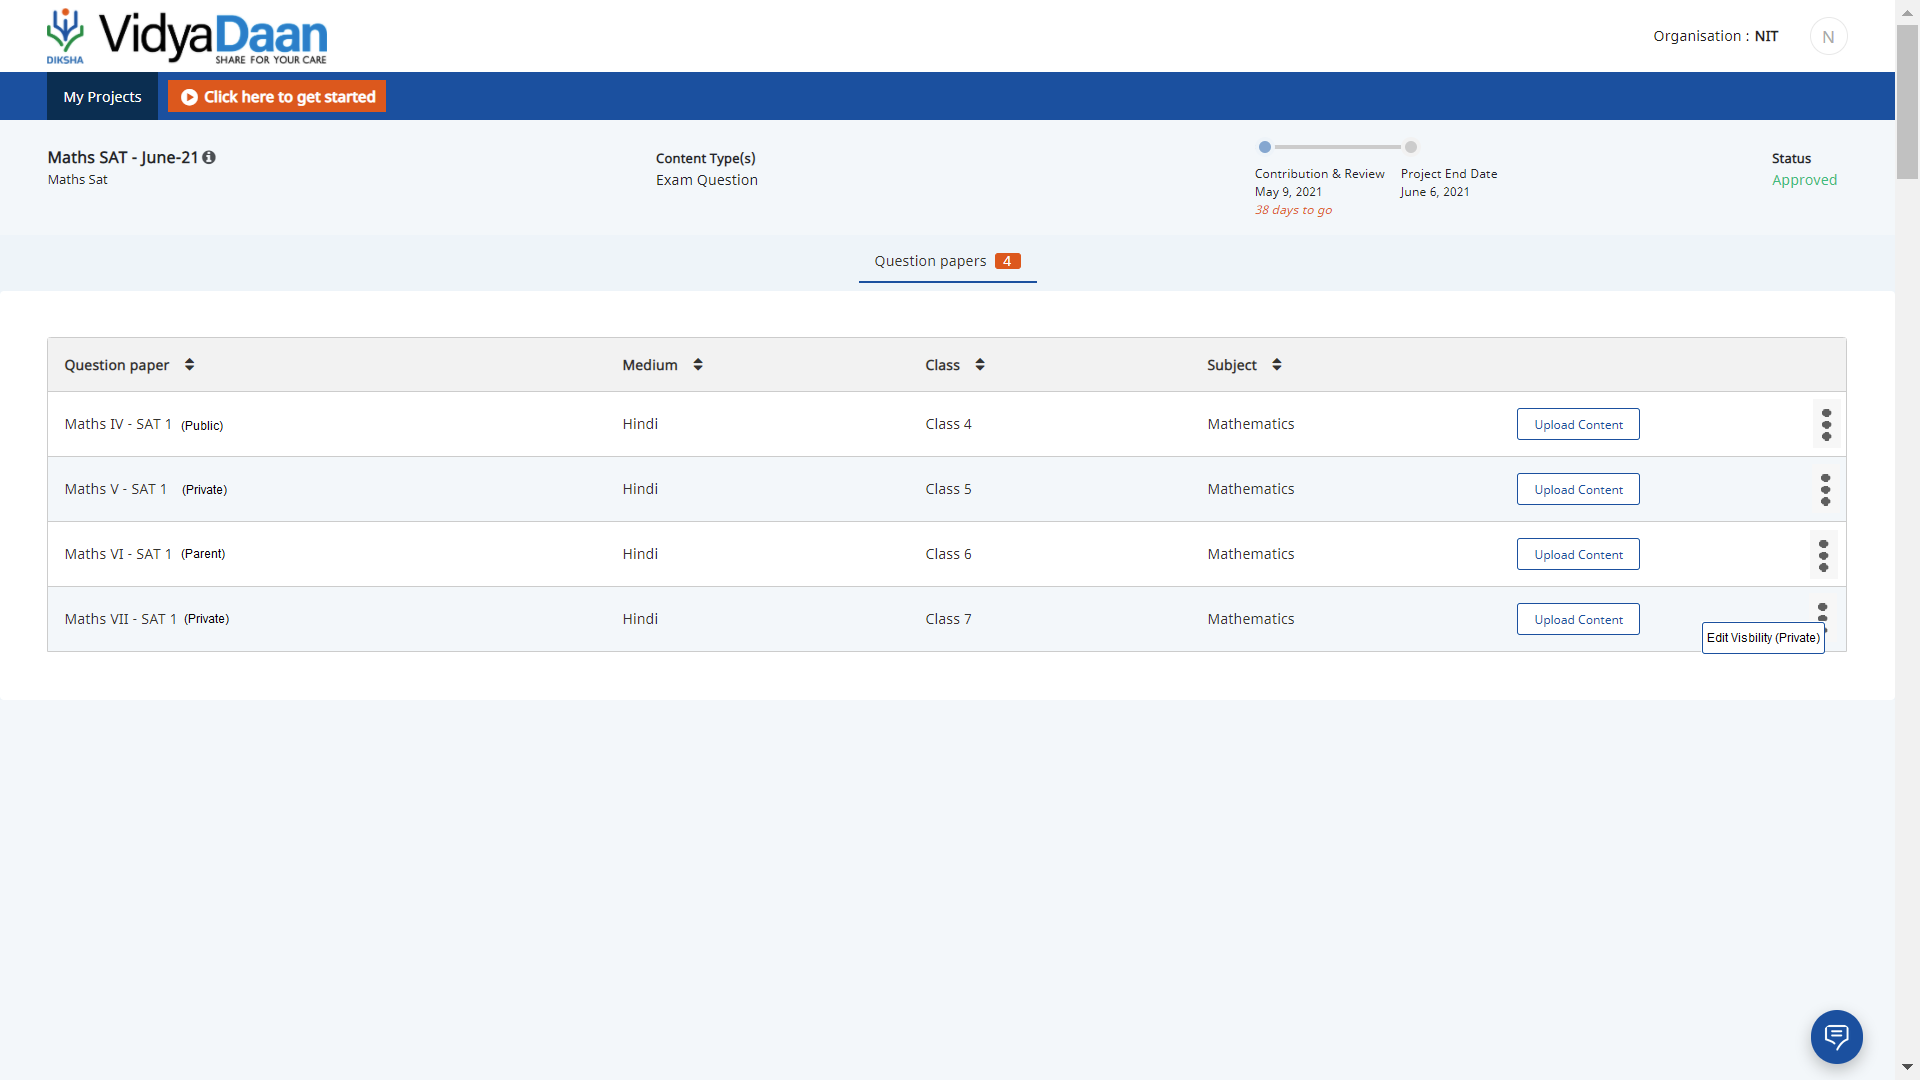 VidyaDaan
DIKSHA SHARE FOR YOUR CARE
Organisation : NIT N
My Projects Click here to get started
Maths SAT - June-21
Maths Sat
Content Type(s)
Exam Question
Contribution & Review Project End Date
May 9, 2021 June 6, 2021
38 days to go
Status
Approved
Question papers 4
Question paper Medium Class Subject
Maths IV - SAT 1 (Public) Hindi Class 4 Mathematics Upload Content
Maths V - SAT 1 (Private) Hindi Class 5 Mathematics Upload Content
Maths VI - SAT 1 (Parent) Hindi Class 6 Mathematics Upload Content
Maths VII - SAT 1 (Private) Hindi Class 7 Mathematics Upload Content
Edit Visbility (Private)